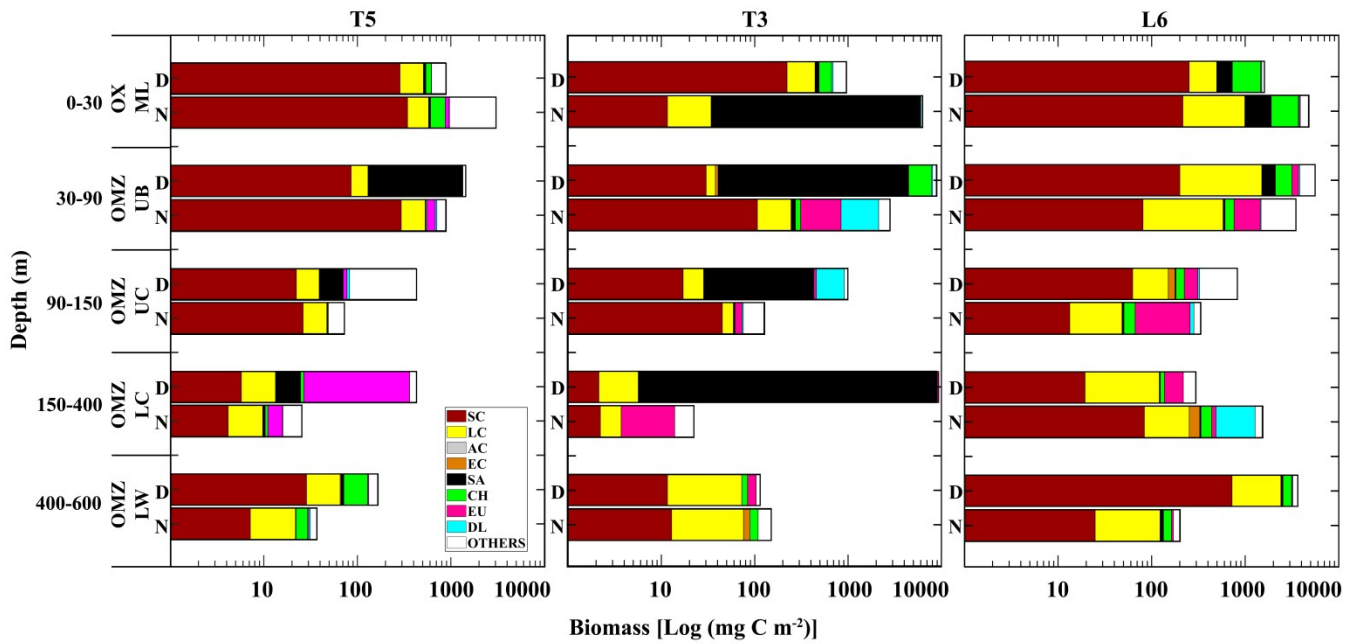 T5 T3 L6
Depth (m)
0-30 OX ML D D D
N N N
30-90 OMZ UB D D D
N N N
90-150 OMZ UC D D D
N N N
150-400 OMZ LC D D D
N N N
400-600 OMZ LW D D D
N N N
SC
LC
AC
EC
SA
CH
EU
DL
OTHERS
10 100 1000 10000 10 100 1000 10000 10 100 1000 10000
Biomass [Log (mg C m⁻²)]